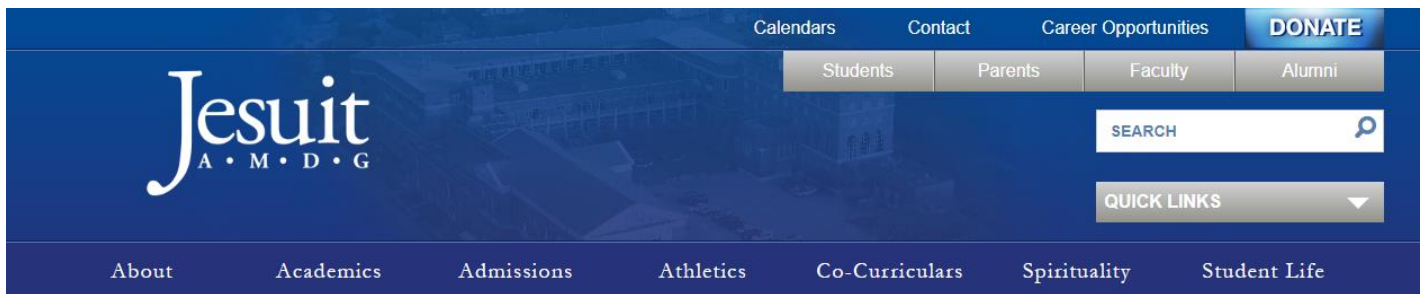 Calendars Contact Career Opportunities DONATE
Students Parents Faculty Alumni
Jesuit
A • M • D • G
SEARCH
QUICK LINKS
About Academics Admissions Athletics Co-Curriculars Spirituality Student Life